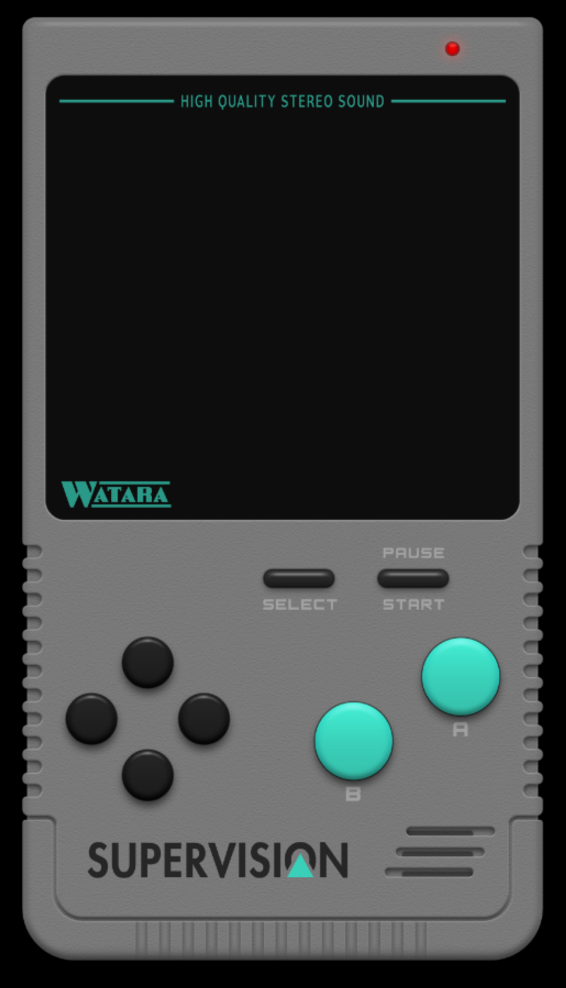 HIGH QUALITY STEREO SOUND
WATARA
PAUSE
SELECT START
A
B
SUPERVISION